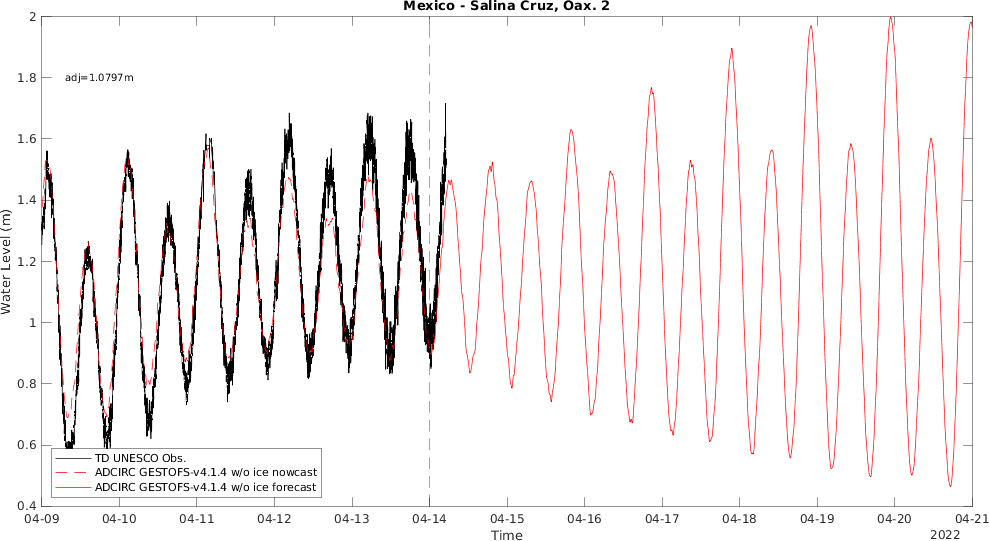 Mexico - Salina Cruz, Oax. 2
2
1.8
1.6
1.4
1.2
1
0.8
0.6
0.4
Water Level (m)
adj=1.0797m
TD UNESCO Obs.
ADCIRC GESTOFS-v4.1.4 w/o ice nowcast
ADCIRC GESTOFS-v4.1.4 w/o ice forecast
04-09 04-10 04-11 04-12 04-13 04-14 04-15 04-16 04-17 04-18 04-19 04-20 04-21
Time
2022